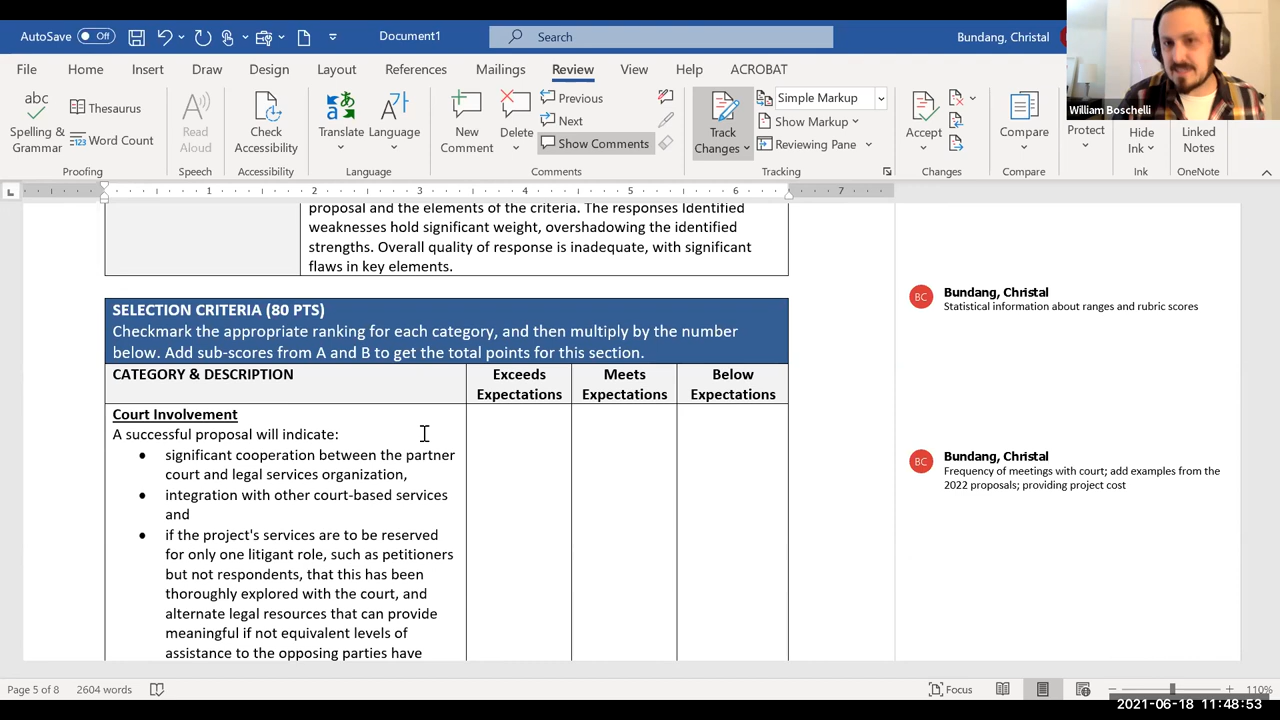 AutoSave Off Document1 Search Bundang, Christal
William Boschelli
File Home Insert Draw Design Layout References Mailings Review View Help ACROBAT
Spelling & Grammar
Thesaurus
Word Count
Proofing
Read Aloud
Speech
Check Accessibility
Accessibility
Translate
Language
Language
New Comment
Delete
Previous
Next
Show Comments
Comments
Track Changes
Simple Markup
Show Markup
Reviewing Pane
Tracking
Accept
Changes
Compare
Compare
Protect
Hide Ink
Ink
Linked Notes
OneNote
1 2 3 4 5 6 7
proposal and the elements of the criteria. The responses Identified
weaknesses hold significant weight, overshadowing the identified
strengths. Overall quality of response is inadequate, with significant
flaws in key elements.
SELECTION CRITERIA (80 PTS)
Checkmark the appropriate ranking for each category, and then multiply by the number
below. Add sub-scores from A and B to get the total points for this section.
CATEGORY & DESCRIPTION
Exceeds Expectations
Meets Expectations
Below Expectations
Court Involvement
A successful proposal will indicate:
• significant cooperation between the partner
court and legal services organization,
• integration with other court-based services
and
• if the project's services are to be reserved
for only one litigant role, such as petitioners
but not respondents, that this has been
thoroughly explored with the court, and
alternate legal resources that can provide
meaningful if not equivalent levels of
assistance to the opposing parties have
BC Bundang, Christal
Statistical information about ranges and rubric scores
BC Bundang, Christal
Frequency of meetings with court; add examples from the
2022 proposals; providing project cost
Page 5 of 8 2604 words Focus 110%
2021-06-18 11:48:53